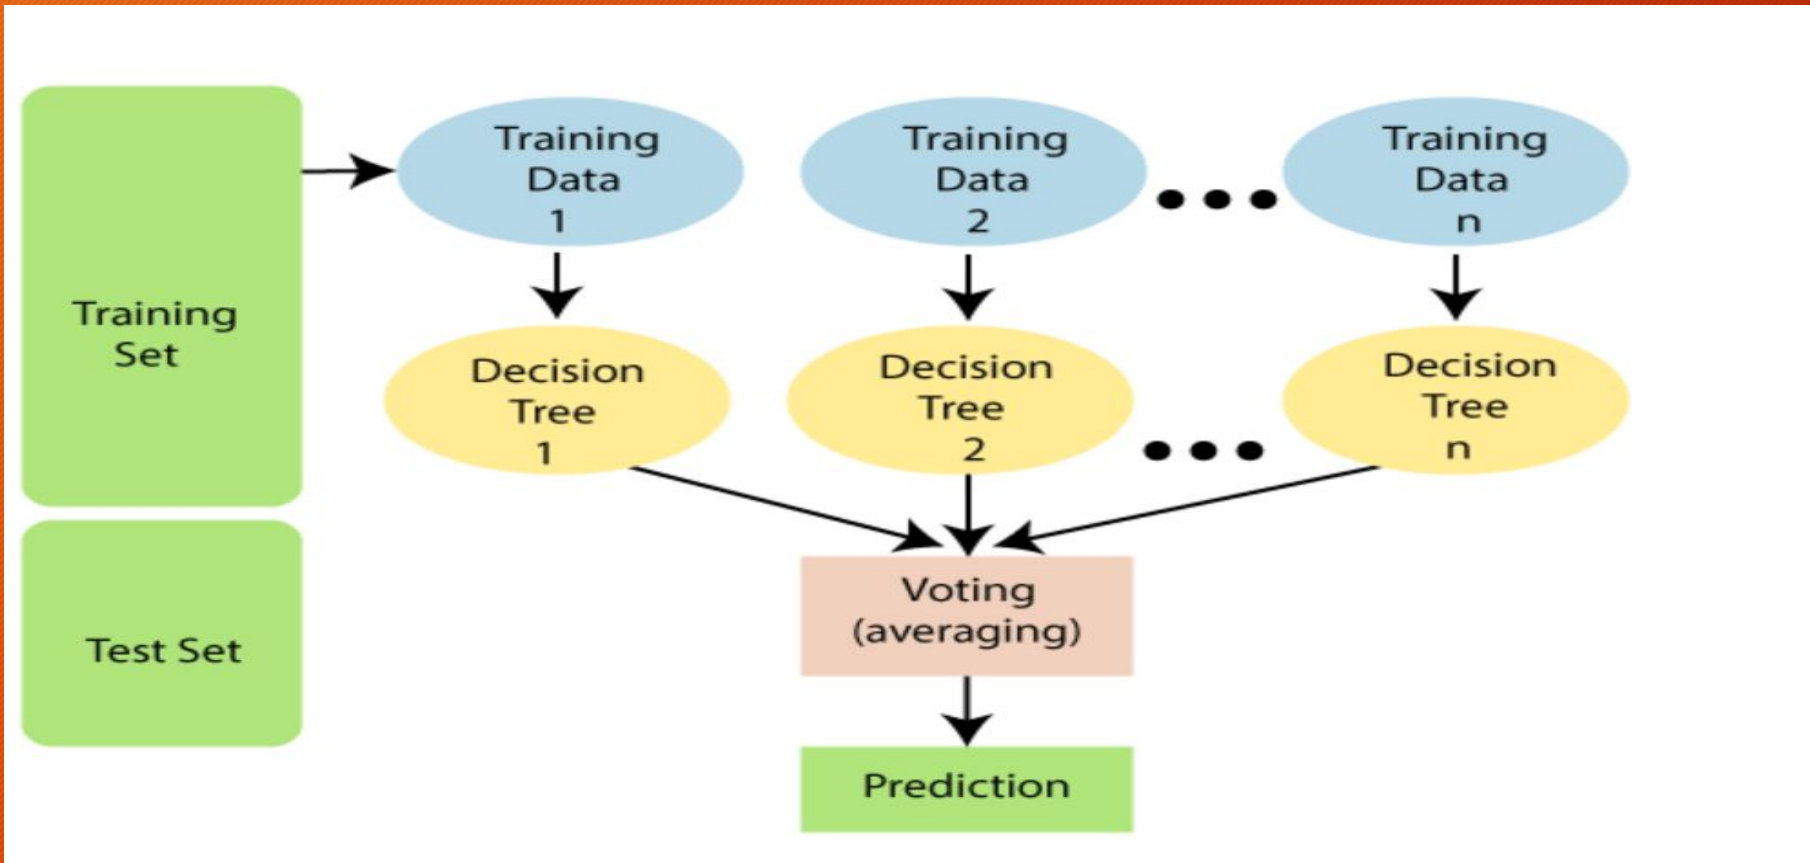 Training
Set
Training
Data
1
Training
Data
2
Training
Data
n
Decision
Tree
1
Decision
Tree
2
Decision
Tree
n
Test Set
Voting
(averaging)
Prediction